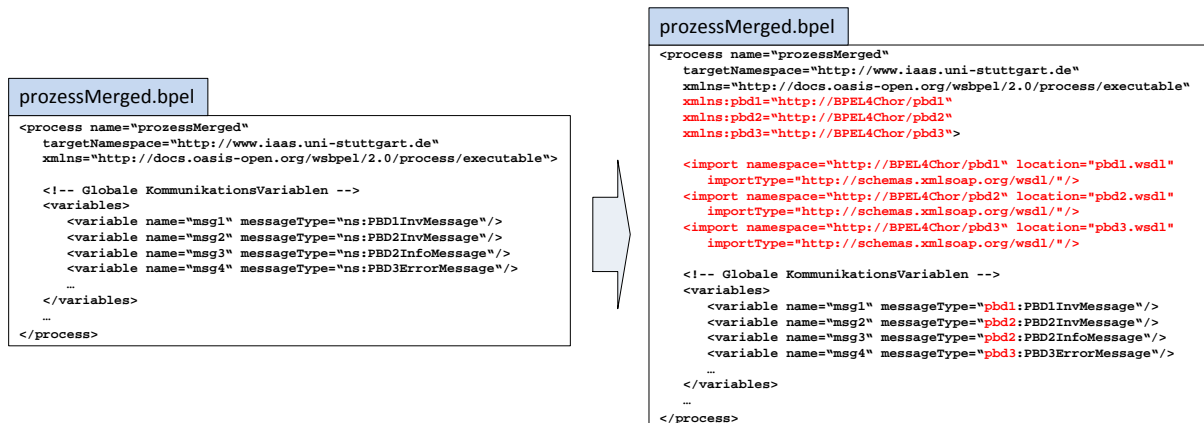 prozessMerged.bpel
<process name=“prozessMerged“
targetNamespace=“http://www.iaas.uni-stuttgart.de“
xmlns=“http://docs.oasis-open.org/wsbpel/2.0/process/executable“>
<!-- Globale KommunikationsVariablen -->
<variables>
<variable name=“msg1“ messageType=“ns:PBD1InvMessage“/>
<variable name=“msg2“ messageType=“ns:PBD2InvMessage“/>
<variable name=“msg3“ messageType=“ns:PBD2InfoMessage“/>
<variable name=“msg4“ messageType=“ns:PBD3ErrorMessage“/>
…
</variables>
…
</process>
prozessMerged.bpel
<process name=“prozessMerged“
targetNamespace=“http://www.iaas.uni-stuttgart.de“
xmlns=“http://docs.oasis-open.org/wsbpel/2.0/process/executable“
xmlns:pbd1=“http://BPEL4Chor/pbd1“
xmlns:pbd2=“http://BPEL4Chor/pbd2“
xmlns:pbd3=“http://BPEL4Chor/pbd3“>
<import namespace=“http://BPEL4Chor/pbd1“ location="pbd1.wsdl"
importType="http://schemas.xmlsoap.org/wsdl/"/>
<import namespace=“http://BPEL4Chor/pbd2“ location="pbd2.wsdl"
importType="http://schemas.xmlsoap.org/wsdl/"/>
<import namespace=“http://BPEL4Chor/pbd3“ location="pbd3.wsdl"
importType="http://schemas.xmlsoap.org/wsdl/"/>
<!-- Globale KommunikationsVariablen -->
<variables>
<variable name=“msg1“ messageType=“pbd1:PBD1InvMessage“/>
<variable name=“msg2“ messageType=“pbd2:PBD2InvMessage“/>
<variable name=“msg3“ messageType=“pbd2:PBD2InfoMessage“/>
<variable name=“msg4“ messageType=“pbd3:PBD3ErrorMessage“/>
…
</variables>
…
</process>